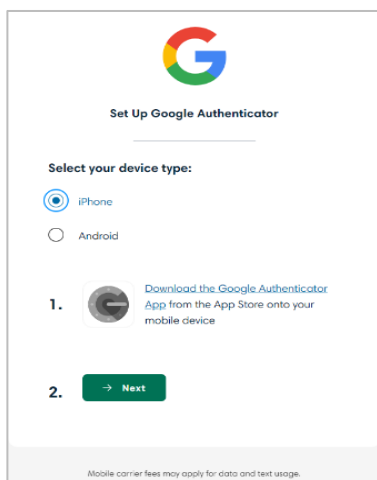 Set Up Google Authenticator
Select your device type:
iPhone
Android
1.
Download the Google Authenticator
App from the App Store onto your
mobile device
2.
→ Next
Mobile carrier fees may apply for data and text usage.